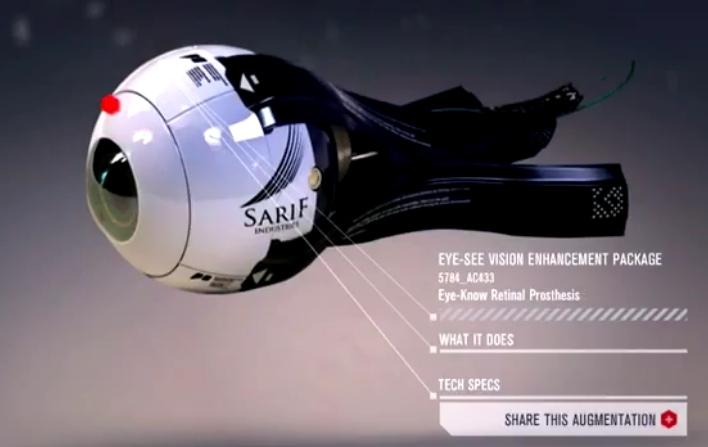 SARIF
INDUSTRIES
EYE-SEE VISION ENHANCEMENT PACKAGE
5784_AC433
Eye-Know Retinal Prosthesis
WHAT IT DOES
TECH SPECS
SHARE THIS AUGMENTATION